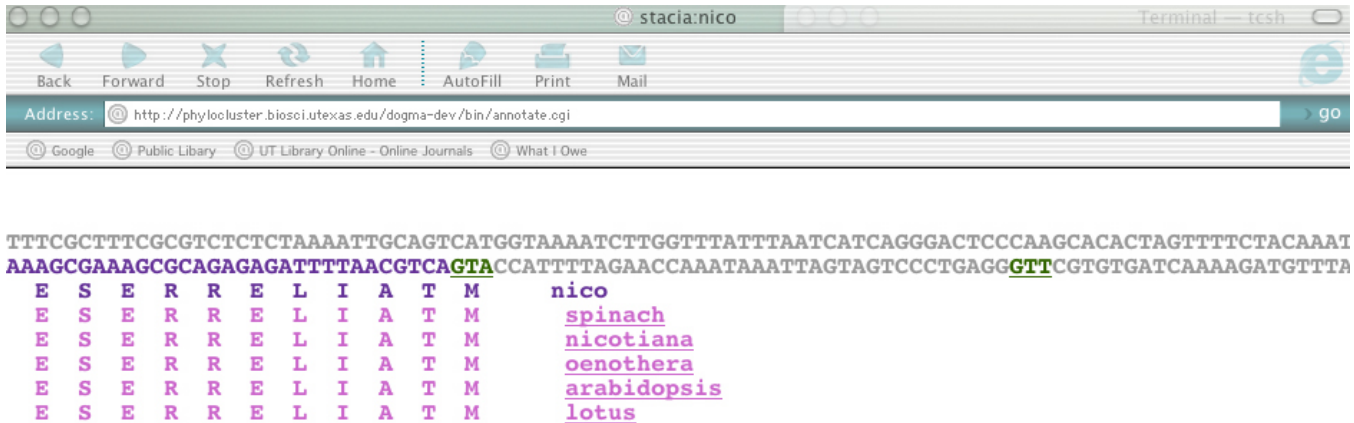 stacia:nico
Terminal — tcsh
Back Forward Stop Refresh Home AutoFill Print Mail
Address: http://phylocluster.biosci.utexas.edu/dogma-dev/bin/annotate.cgi go
Google Public Libary UT Library Online - Online Journals What I Owe
TTTCGCTTTCGCGTCTCTCTAAAATTGCAGTCATGGTAAAATCTTGGTTTATTTAATCATCAGGGACTCCCAAGCACACTAGTTTTCTACAAAT
AAAGCGAAAGCGCAGAGAGATTTTAACGTCAGTACCATTTTAGAACCAAATAAATTAGTAGTCCCTGAGGGTTCGTGTGATCAAAAGATGTTTA
E S E R R E L I A T M nico
E S E R R E L I A T M spinach
E S E R R E L I A T M nicotiana
E S E R R E L I A T M oenothera
E S E R R E L I A T M arabidopsis
E S E R R E L I A T M lotus